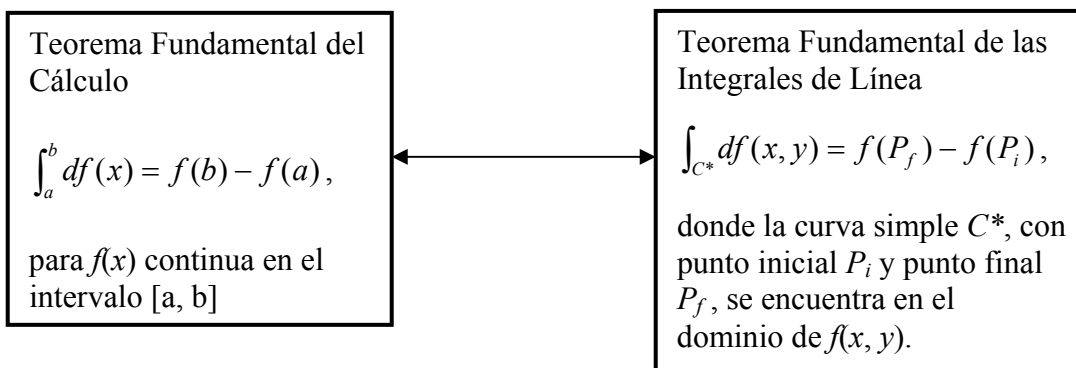 Teorema Fundamental del
Cálculo
∫_a^b df(x) = f(b) − f(a),
para f(x) continua en el
intervalo [a, b]
Teorema Fundamental de las
Integrales de Línea
∫_{C*} df(x, y) = f(P_f) − f(P_i),
donde la curva simple C*, con
punto inicial P_i y punto final
P_f, se encuentra en el
dominio de f(x, y).